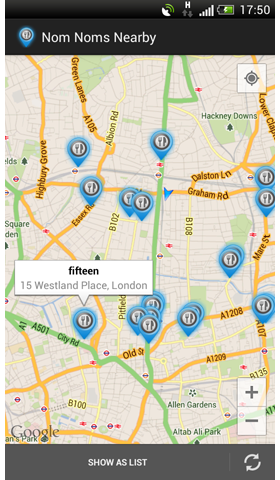 H
17:50
Nom Noms Nearby
Green Lanes
A105
Albion Rd
Hackney Downs
Highbury Grove
Dalston Ln
Graham Rd
Essex Rd
B102
B108
Mare St
fifteen
15 Westland Place, London
Pitfield
A1208
A501
City Rd
Old St
A1209
B100
Allen Gardens
Altab Ali Park
Google
SHOW AS LIST